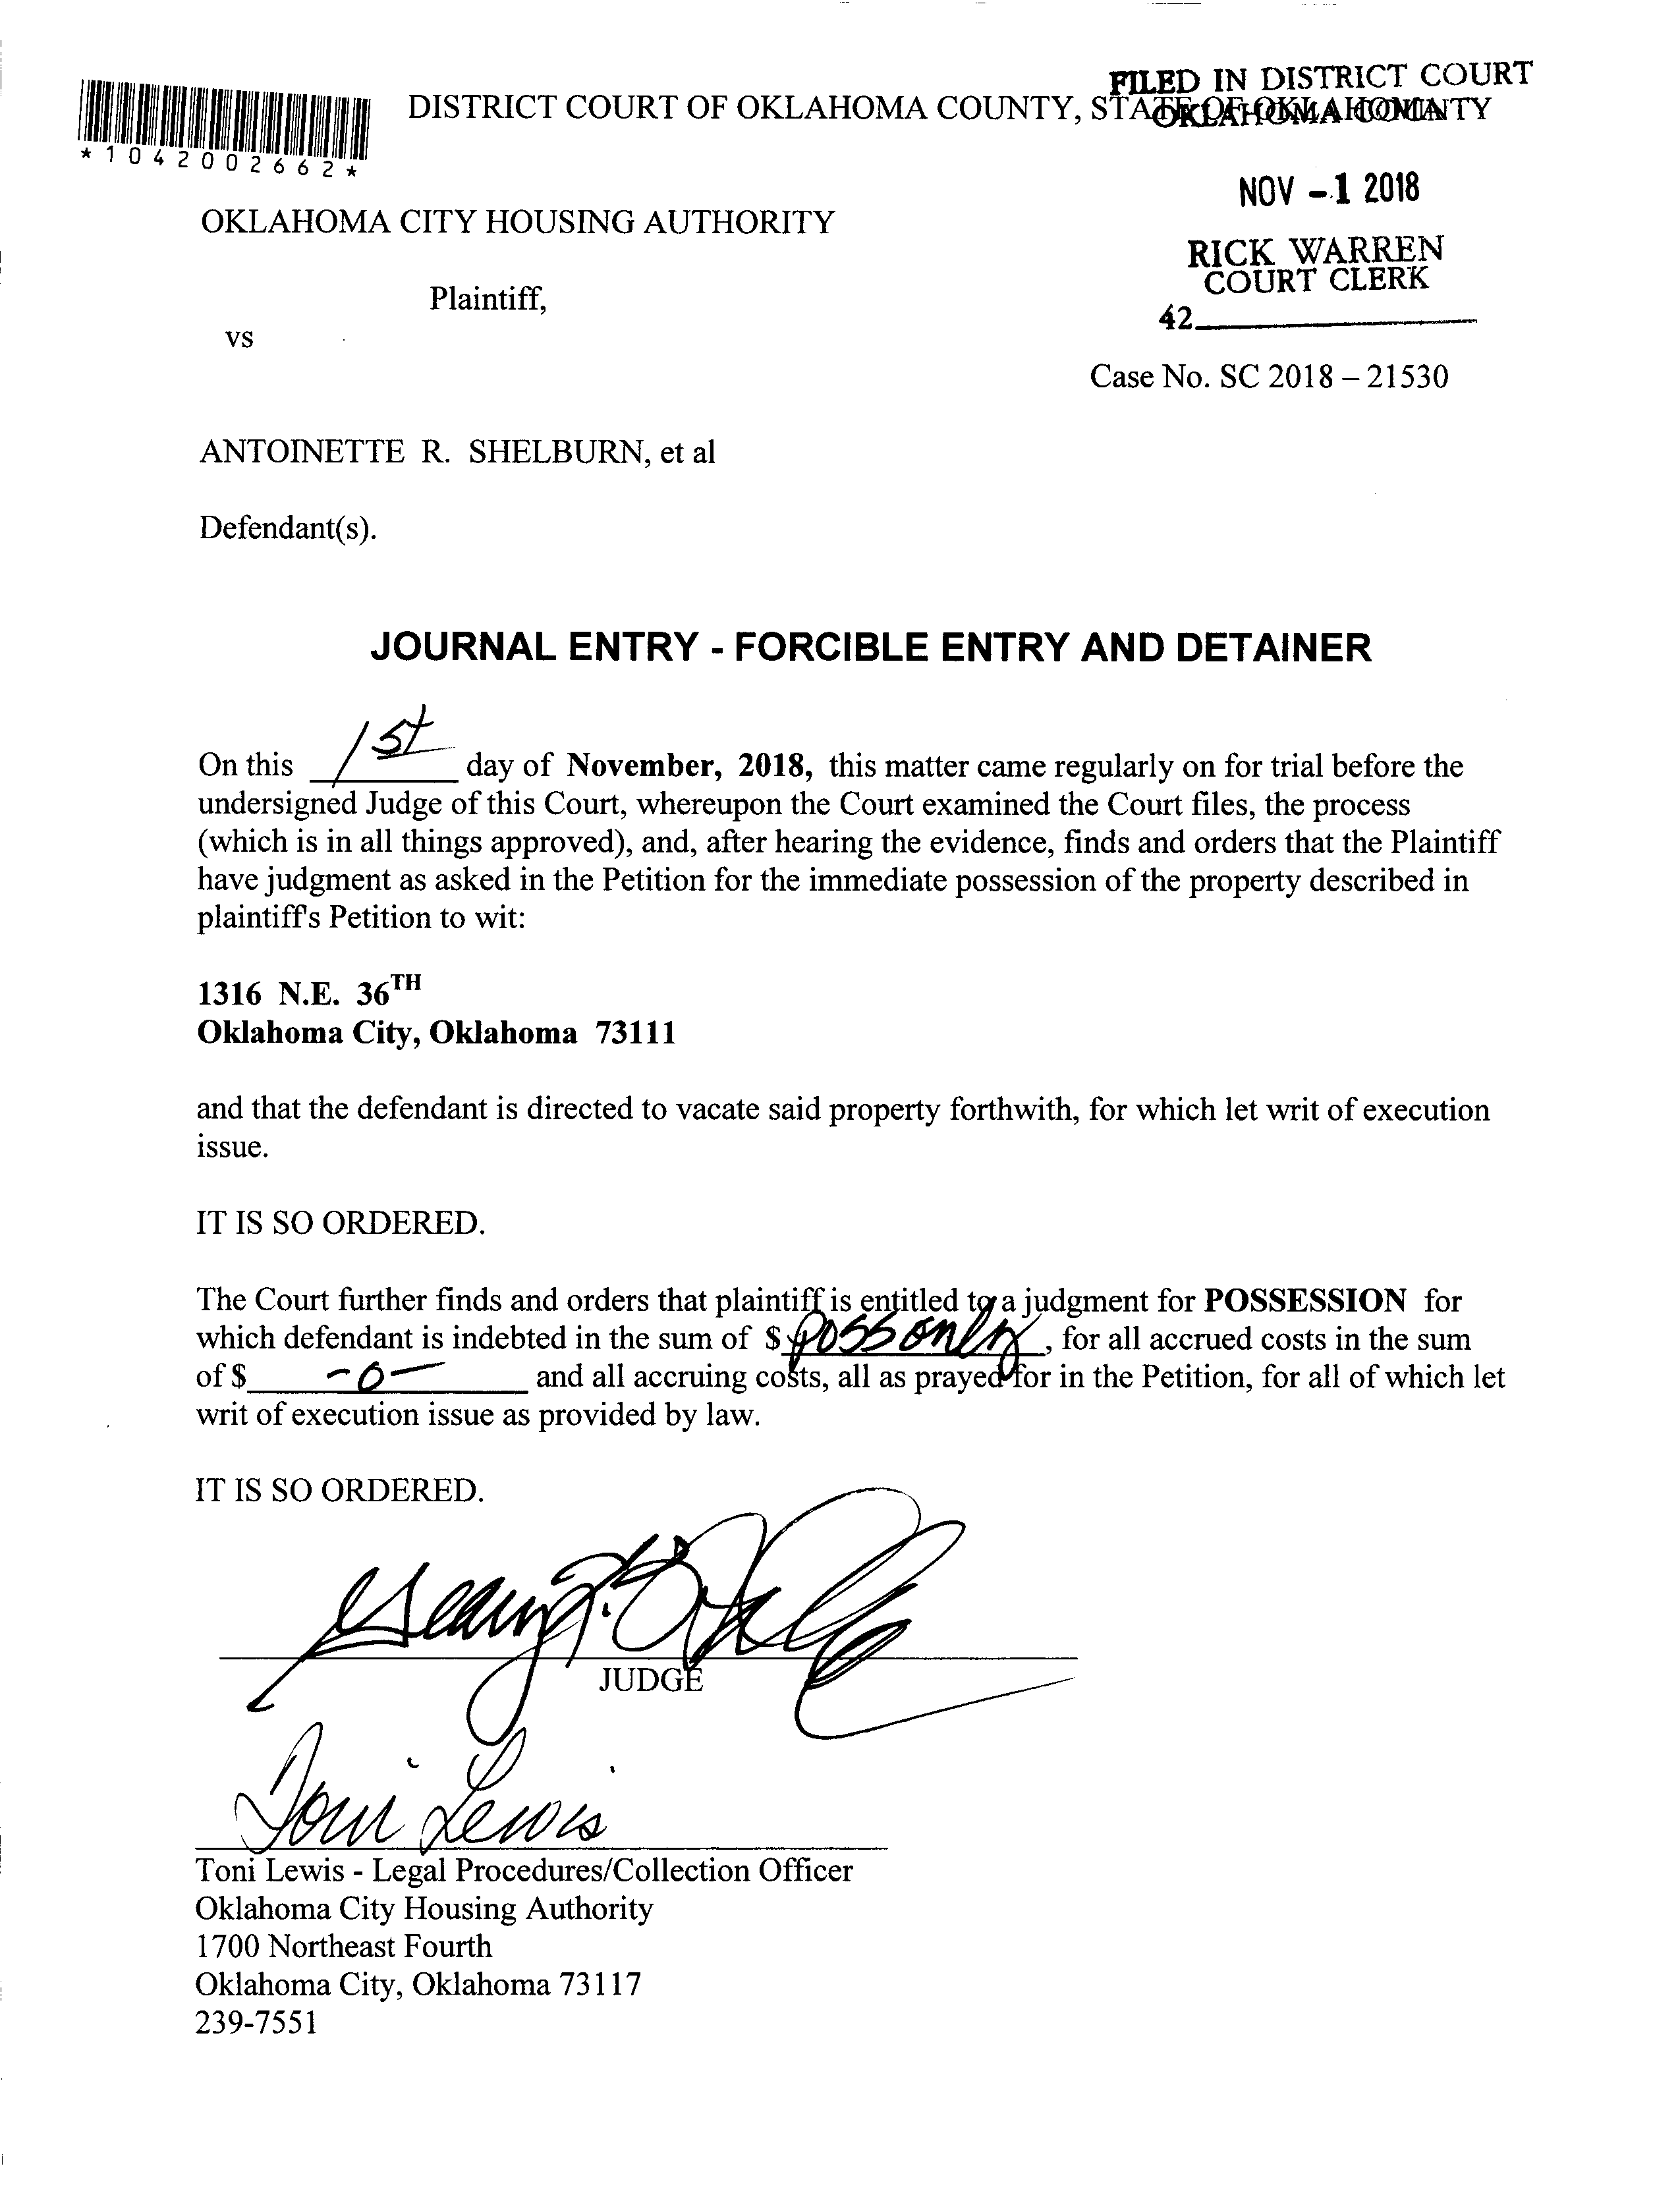 FILED IN DISTRICT COURT
OKLAHOMA COUNTY
DISTRICT COURT OF OKLAHOMA COUNTY, STATE OF OKLAHOMA
*1042002662*
NOV -1 2018
OKLAHOMA CITY HOUSING AUTHORITY
RICK WARREN
COURT CLERK
Plaintiff,
42
vs
Case No. SC 2018 – 21530
ANTOINETTE R. SHELBURN, et al
Defendant(s).
JOURNAL ENTRY - FORCIBLE ENTRY AND DETAINER
On this 1st day of November, 2018, this matter came regularly on for trial before the
undersigned Judge of this Court, whereupon the Court examined the Court files, the process
(which is in all things approved), and, after hearing the evidence, finds and orders that the Plaintiff
have judgment as asked in the Petition for the immediate possession of the property described in
plaintiff's Petition to wit:
1316 N.E. 36TH
Oklahoma City, Oklahoma 73111
and that the defendant is directed to vacate said property forthwith, for which let writ of execution
issue.
IT IS SO ORDERED.
The Court further finds and orders that plaintiff is entitled to a judgment for POSSESSION for
which defendant is indebted in the sum of $ poss only, for all accrued costs in the sum
of $ -0- and all accruing costs, all as prayed for in the Petition, for all of which let
writ of execution issue as provided by law.
IT IS SO ORDERED.
JUDGE
Toni Lewis
Toni Lewis - Legal Procedures/Collection Officer
Oklahoma City Housing Authority
1700 Northeast Fourth
Oklahoma City, Oklahoma 73117
239-7551